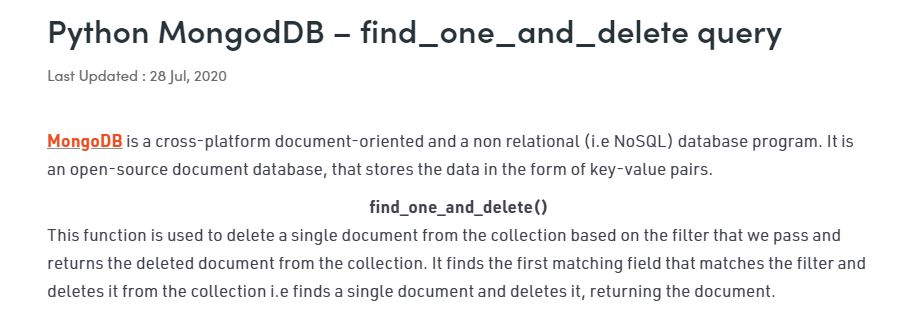 Python MongodDB – find_one_and_delete query
Last Updated : 28 Jul, 2020
MongoDB is a cross-platform document-oriented and a non relational (i.e NoSQL) database program. It is
an open-source document database, that stores the data in the form of key-value pairs.
find_one_and_delete()
This function is used to delete a single document from the collection based on the filter that we pass and
returns the deleted document from the collection. It finds the first matching field that matches the filter and
deletes it from the collection i.e finds a single document and deletes it, returning the document.